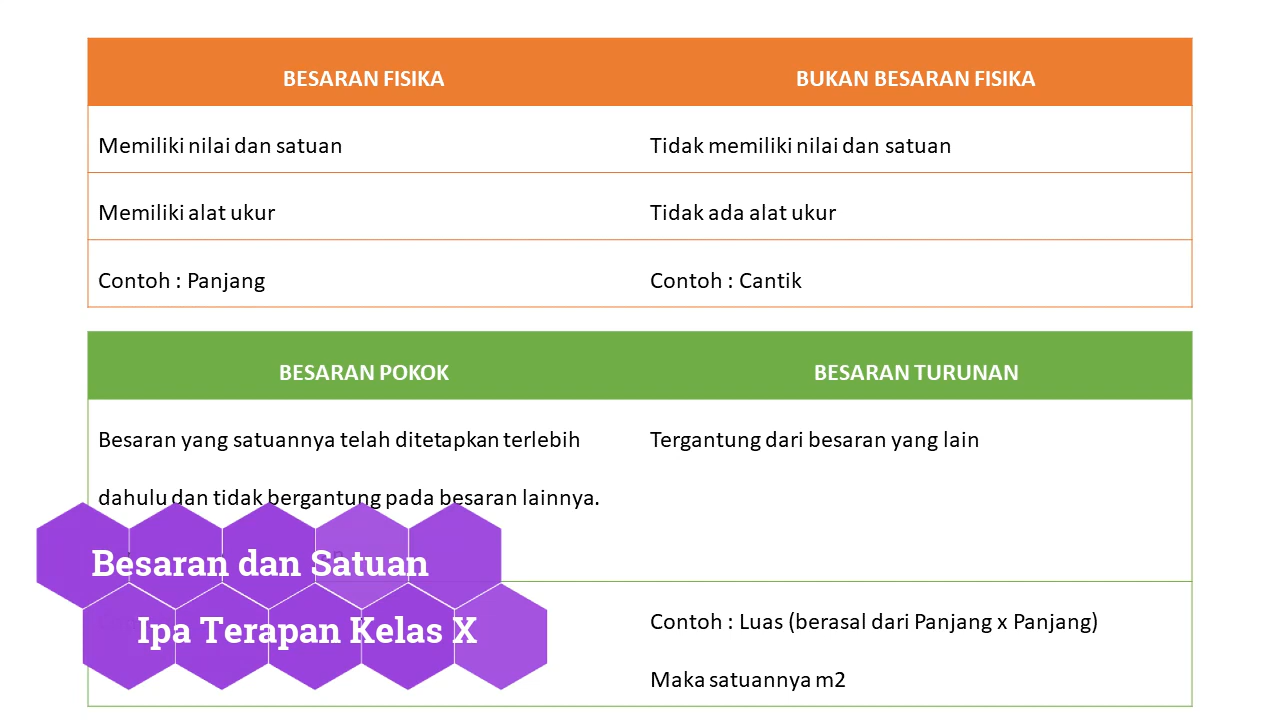 BESARAN FISIKA BUKAN BESARAN FISIKA
Memiliki nilai dan satuan Tidak memiliki nilai dan satuan
Memiliki alat ukur Tidak ada alat ukur
Contoh : Panjang Contoh : Cantik
BESARAN POKOK BESARAN TURUNAN
Besaran yang satuannya telah ditetapkan terlebih Tergantung dari besaran yang lain
dahulu dan tidak bergantung pada besaran lainnya.
Besaran dan Satuan
Contoh : Luas (berasal dari Panjang x Panjang)
Ipa Terapan Kelas X
Maka satuannya m2